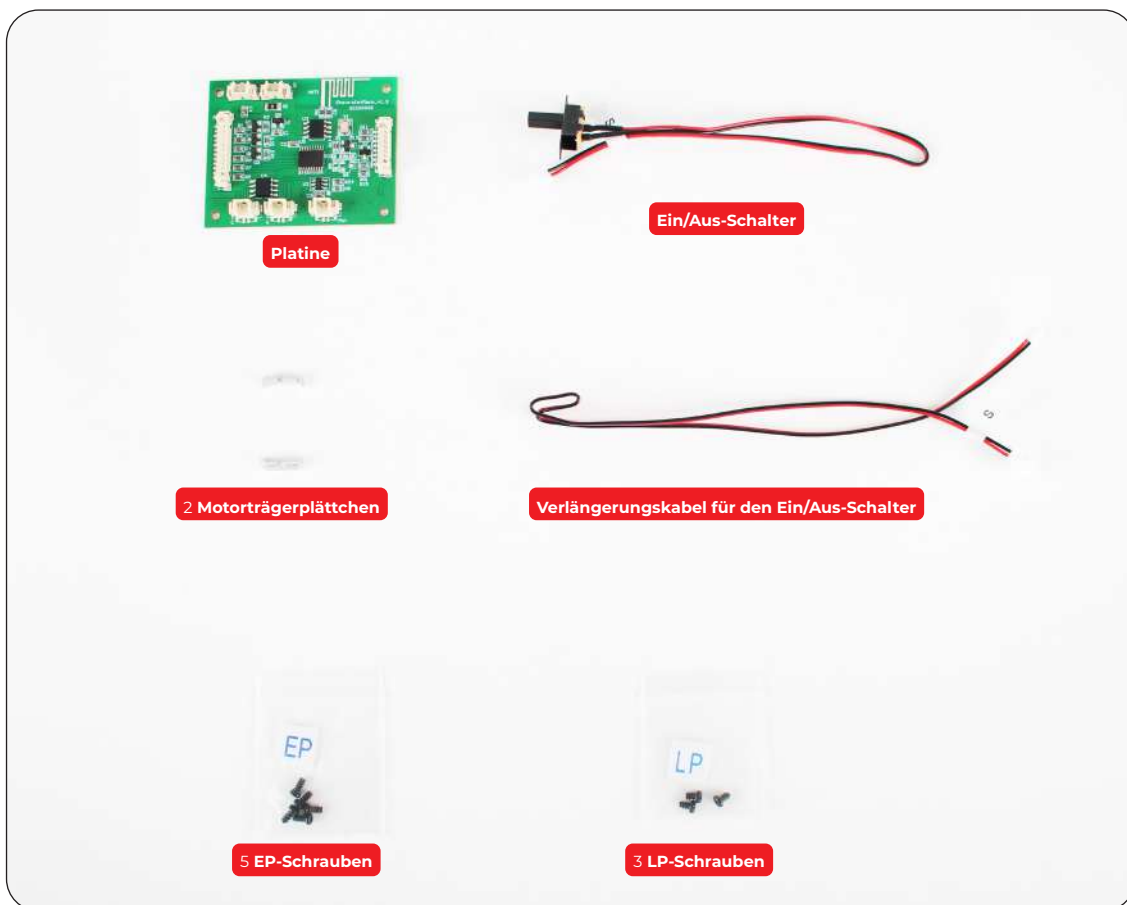 Platine
Ein/Aus-Schalter
S
2 Motorträgerplättchen
Verlängerungskabel für den Ein/Aus-Schalter
S
EP
LP
5 EP-Schrauben
3 LP-Schrauben